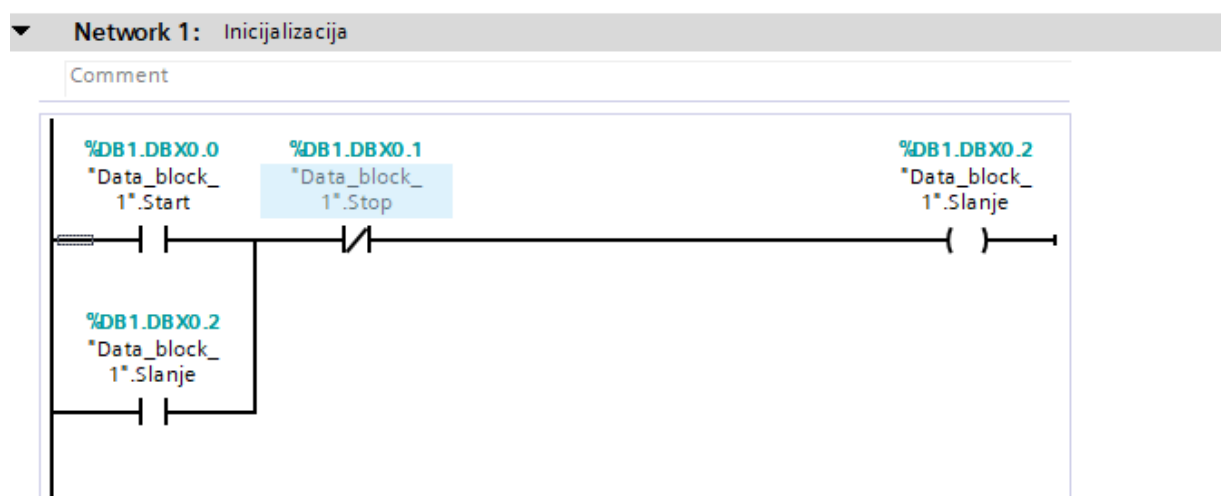 Network 1: Inicijalizacija
Comment
%DB1.DBX0.0
"Data_block_
1".Start
%DB1.DBX0.1
"Data_block_
1".Stop
%DB1.DBX0.2
"Data_block_
1".Slanje
%DB1.DBX0.2
"Data_block_
1".Slanje